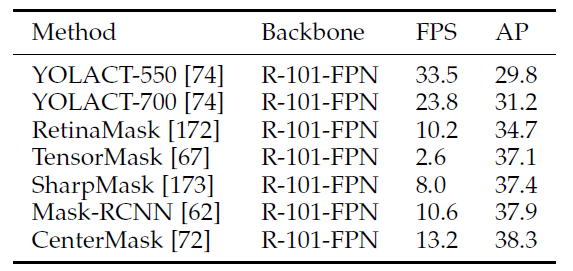 Method Backbone FPS AP
YOLACT-550 [74] R-101-FPN 33.5 29.8
YOLACT-700 [74] R-101-FPN 23.8 31.2
RetinaMask [172] R-101-FPN 10.2 34.7
TensorMask [67] R-101-FPN 2.6 37.1
SharpMask [173] R-101-FPN 8.0 37.4
Mask-RCNN [62] R-101-FPN 10.6 37.9
CenterMask [72] R-101-FPN 13.2 38.3